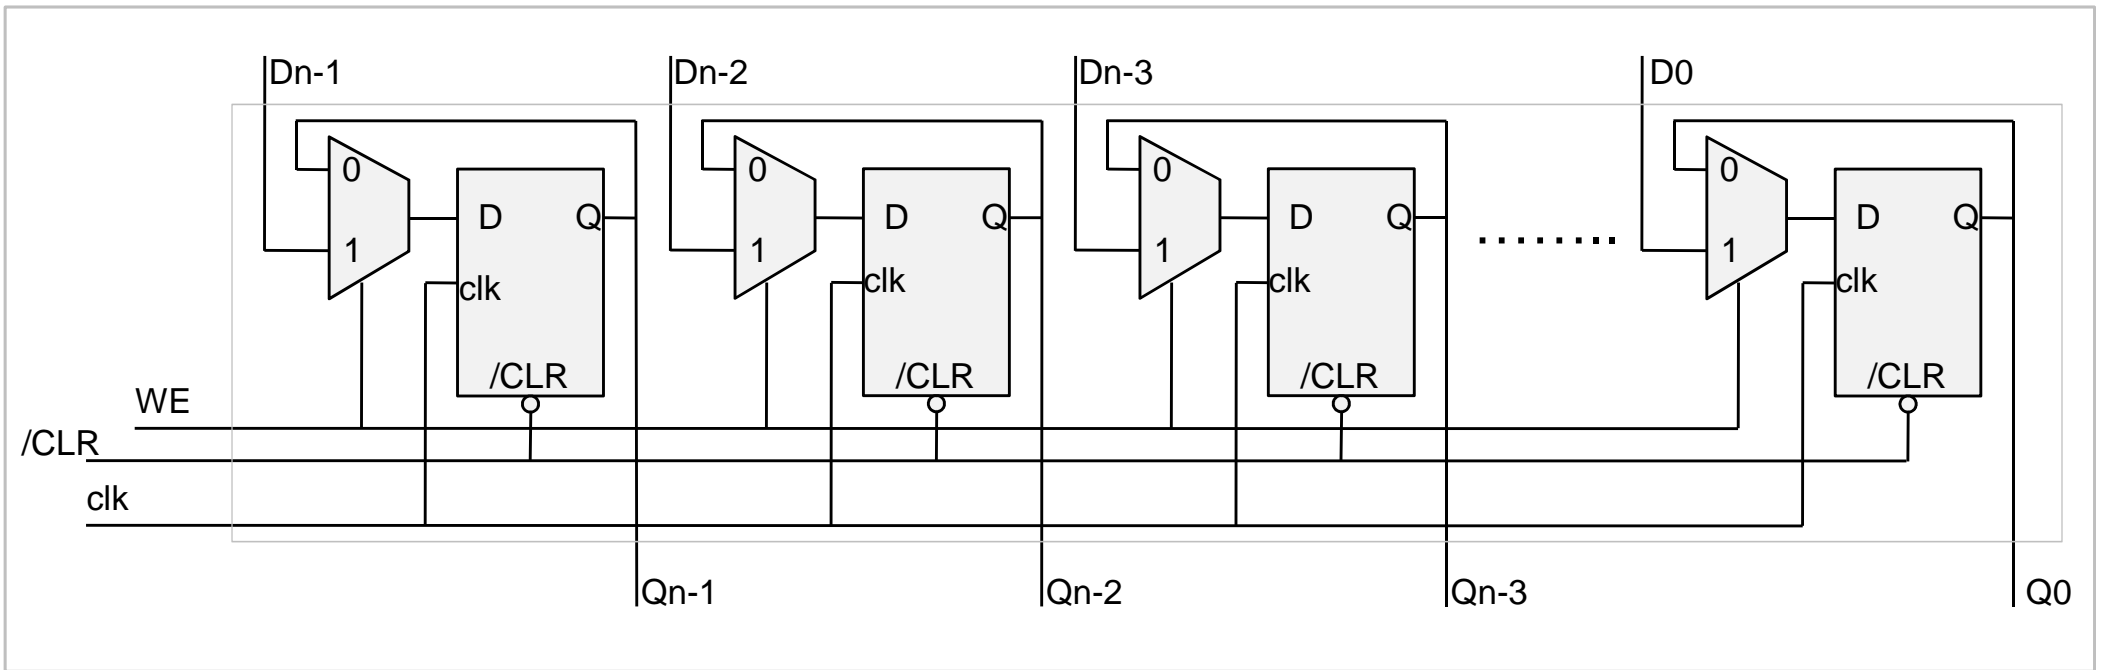 Dn-1 Dn-2 Dn-3 D0
0 0 0 0
D Q D Q D Q D Q
1 1 1 1
clk clk clk clk
/CLR /CLR /CLR /CLR
WE
/CLR
clk
Qn-1 Qn-2 Qn-3 Q0